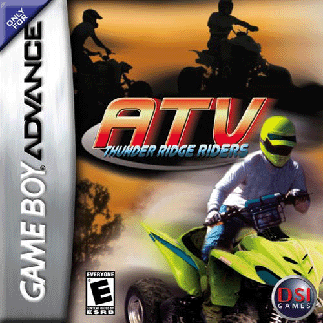 ONLY
FOR
GAME BOY ADVANCE
ATV
THUNDER RIDGE RIDERS
EVERYONE
E
ESRB
DSI
GAMES